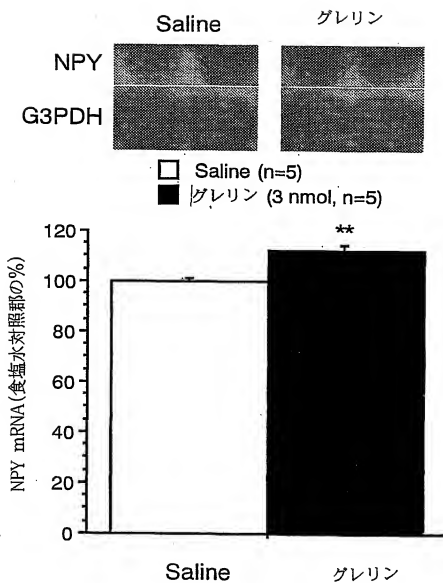 Saline グレリン
NPY
G3PDH
Saline (n=5)
グレリン (3 nmol, n=5)
NPY mRNA(食塩水対照郡の%)
120
100
80
60
40
20
0
**
Saline グレリン